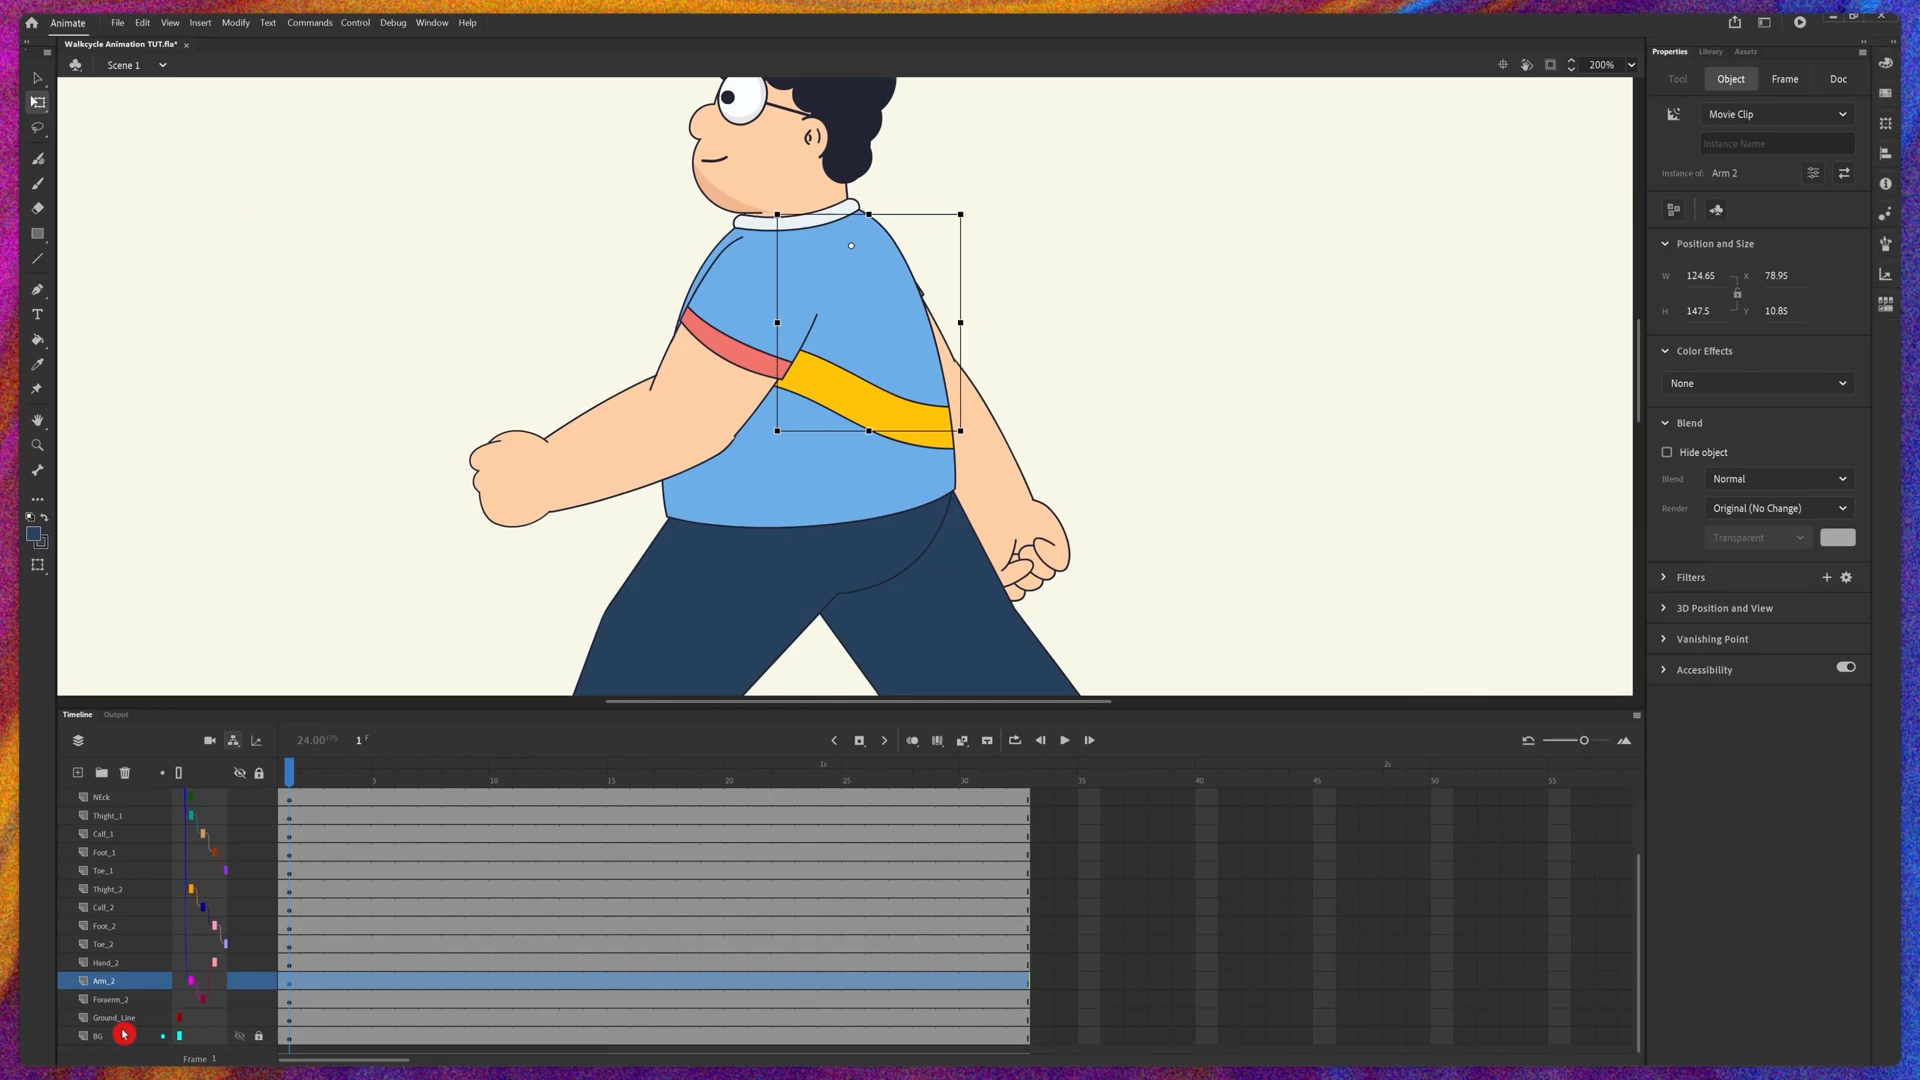 Animate File Edit View Insert Modify Text Commands Control Debug Window Help
Walkcycle Animation TUT.fla*
Scene 1
200%
Properties Library Assets
Tool Object Frame Doc
Movie Clip
Instance Name
Instance of: Arm 2
Position and Size
W 124.65 X 78.95
H 147.5 Y 10.85
Color Effects
None
Blend
Hide object
Blend Normal
Render Original (No Change)
Transparent
Filters
3D Position and View
Vanishing Point
Accessibility
Timeline Output
24.00 FPS 1 F
1s 2s
5 10 15 20 25 30 35 40 45 50 55
NEck
Thight_1
Calf_1
Foot_1
Toe_1
Thight_2
Calf_2
Foot_2
Toe_2
Hand_2
Arm_2
Foraerm_2
Ground_Line
BG
Frame 1